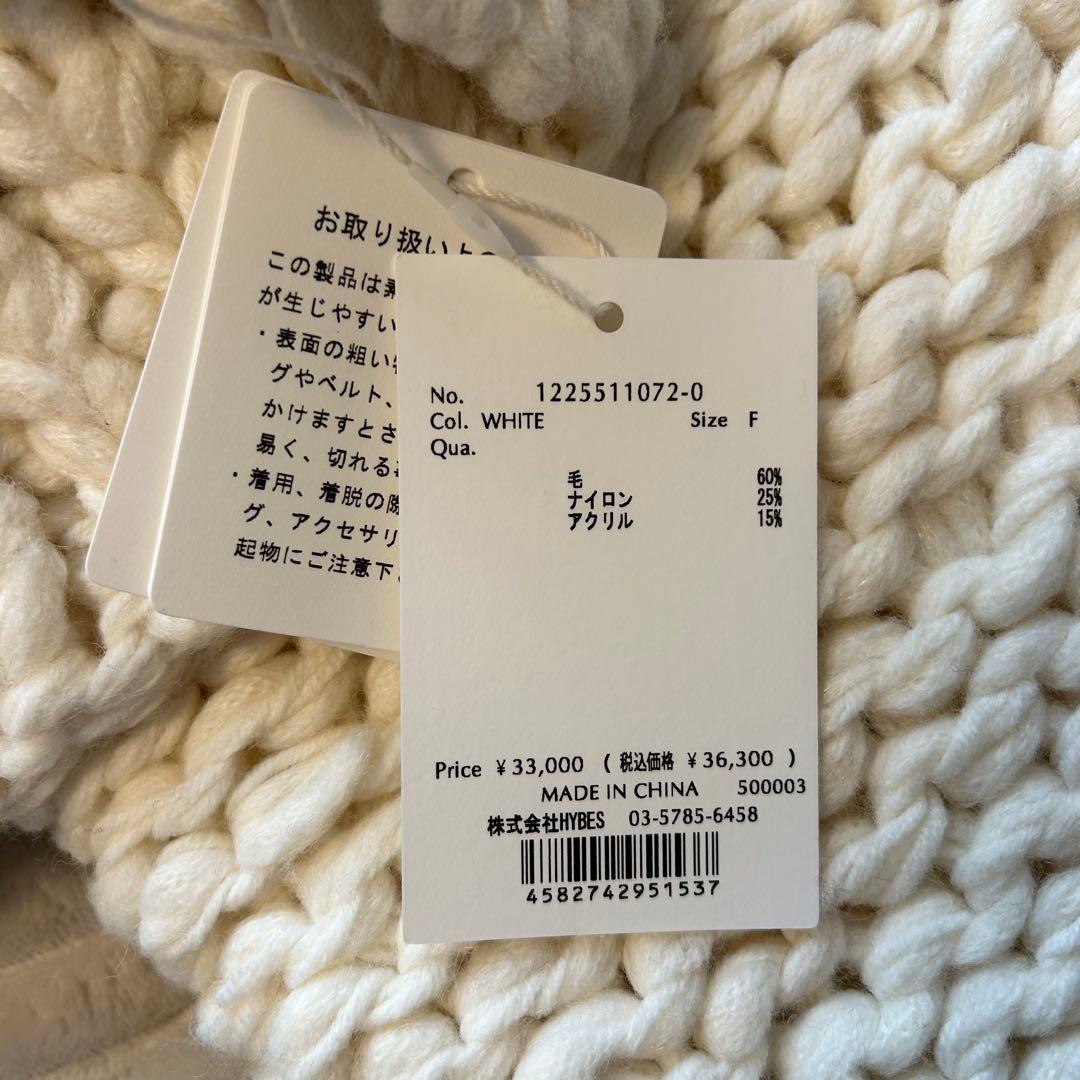 お取り扱い上の
この製品は素
が生じやすい
・表面の粗い
グやベルト、
かけますとさ
易く、切れる
・着用、着脱の際
グ、アクセサリ
起物にご注意下
No. 1225511072-0
Col. WHITE Size F
Qua.
毛 60%
ナイロン 25%
アクリル 15%
Price ¥33,000 ( 税込価格 ¥36,300 )
MADE IN CHINA 500003
株式会社HYBES 03-5785-6458
4582742951537